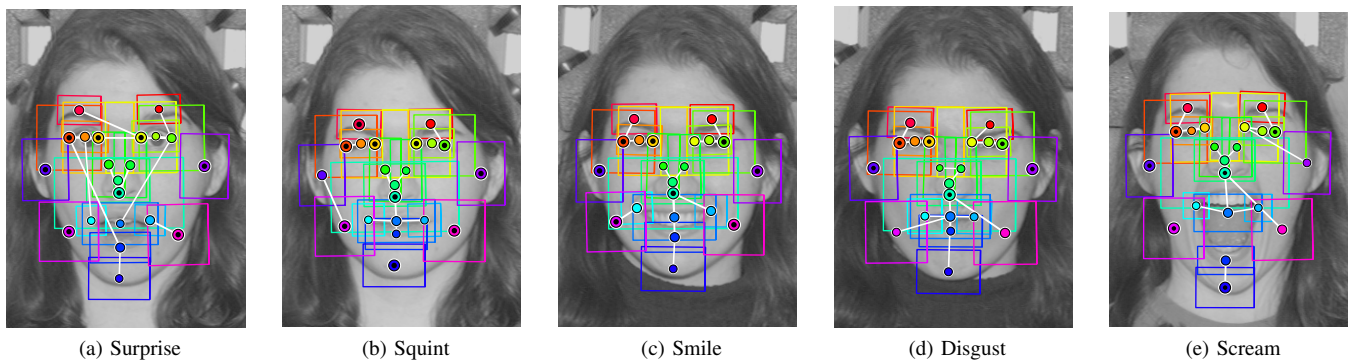 (a) Surprise
(b) Squint
(c) Smile
(d) Disgust
(e) Scream